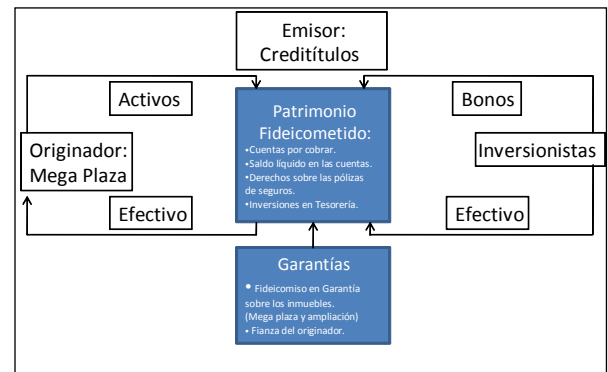 Emisor:
Creditítulos
Activos
Bonos
Patrimonio
Fideicometido:
•Cuentas por cobrar.
•Saldo líquido en las cuentas.
•Derechos sobre las pólizas
de seguros.
•Inversiones en Tesorería.
Originador:
Mega Plaza
Inversionistas
Efectivo
Efectivo
Garantías
• Fideicomiso en Garantía
sobre los inmuebles.
(Mega plaza y ampliación)
• Fianza del originador.